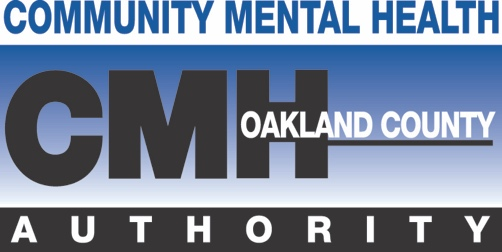 COMMUNITY MENTAL HEALTH
CMH
OAKLAND COUNTY
AUTHORITY